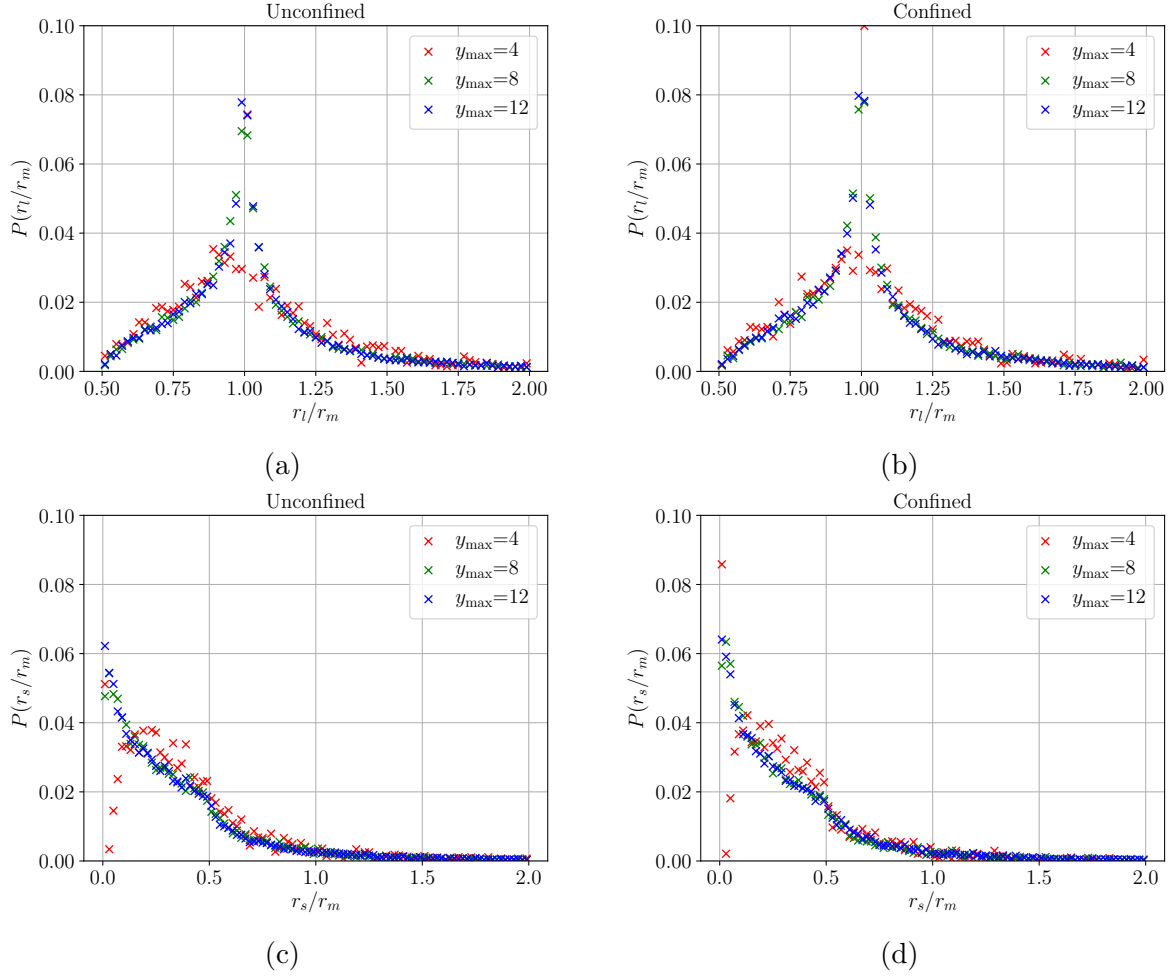 Unconfined
0.10
0.08
0.06
0.04
0.02
0.00
P(r_l/r_m)
y_max=4
y_max=8
y_max=12
0.50 0.75 1.00 1.25 1.50 1.75 2.00
r_l/r_m
(a)
Confined
0.10
0.08
0.06
0.04
0.02
0.00
P(r_l/r_m)
y_max=4
y_max=8
y_max=12
0.50 0.75 1.00 1.25 1.50 1.75 2.00
r_l/r_m
(b)
Unconfined
0.10
0.08
0.06
0.04
0.02
0.00
P(r_s/r_m)
y_max=4
y_max=8
y_max=12
0.0 0.5 1.0 1.5 2.0
r_s/r_m
(c)
Confined
0.10
0.08
0.06
0.04
0.02
0.00
P(r_s/r_m)
y_max=4
y_max=8
y_max=12
0.0 0.5 1.0 1.5 2.0
r_s/r_m
(d)